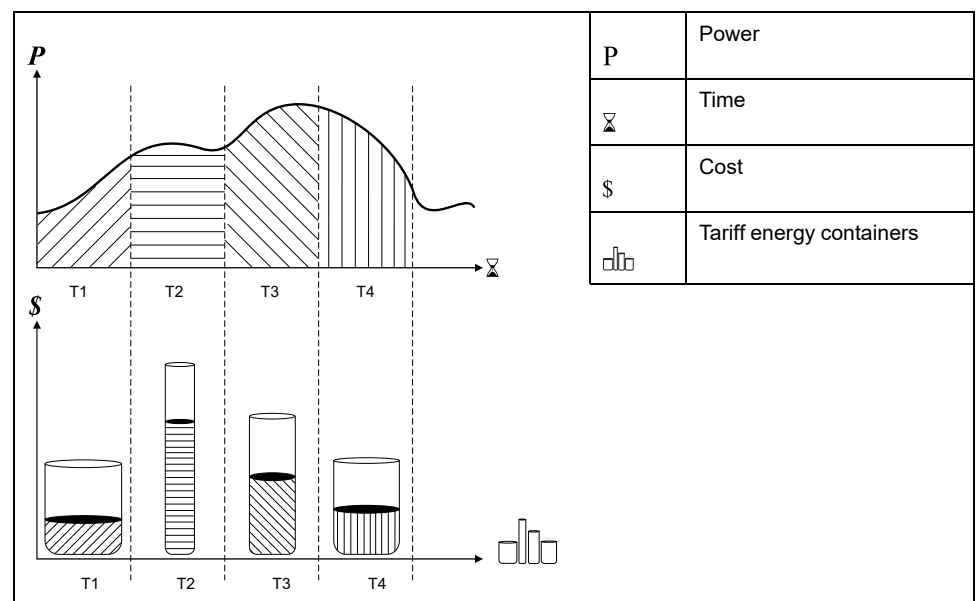 P
T1 T2 T3 T4
$
T1 T2 T3 T4
P Power
Time
$ Cost
Tariff energy containers